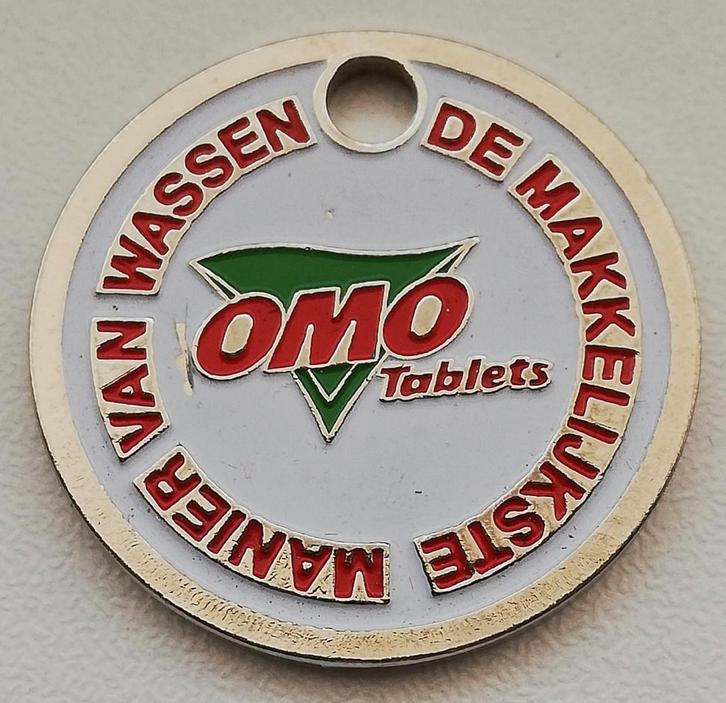 DE MAKKELIJKSTE MANIER VAN WASSEN
OMO
Tablets